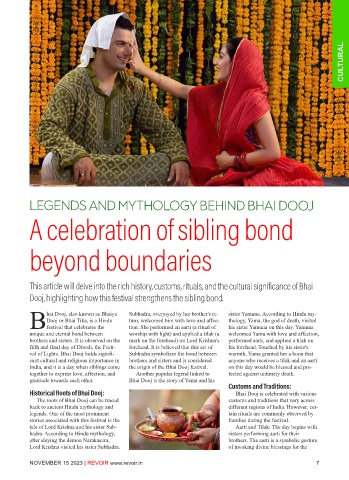 CULTURAL
LEGENDS AND MYTHOLOGY BEHIND BHAI DOOJ
A celebration of sibling bond
beyond boundaries
This article will delve into the rich history, customs, rituals, and the cultural significance of Bhai
Dooj, highlighting how this festival strengthens the sibling bond.
Bhai Dooj, also known as Bhaiya
Dooj or Bhai Tika, is a Hindu
festival that celebrates the
unique and eternal bond between
brothers and sisters. It is observed on the
fifth and final day of Diwali, the Festi-
val of Lights. Bhai Dooj holds signifi-
cant cultural and religious importance in
India, and it is a day when siblings come
together to express love, affection, and
gratitude towards each other.
Historical Roots of Bhai Dooj:
The roots of Bhai Dooj can be traced
back to ancient Hindu mythology and
legends. One of the most prominent
stories associated with this festival is the
tale of Lord Krishna and his sister Sub-
hadra. According to Hindu mythology,
after slaying the demon Narakasura,
Lord Krishna visited his sister Subhadra.
Subhadra, overjoyed by her brother's re-
turn, welcomed him with love and affec-
tion. She performed an aarti (a ritual of
worship with light) and applied a tilak (a
mark on the forehead) on Lord Krishna's
forehead. It is believed that this act of
Subhadra symbolizes the bond between
brothers and sisters and is considered
the origin of the Bhai Dooj festival.
Another popular legend linked to
Bhai Dooj is the story of Yama and his
sister Yamuna. According to Hindu my-
thology, Yama, the god of death, visited
his sister Yamuna on this day. Yamuna
welcomed Yama with love and affection,
performed aarti, and applied a tilak on
his forehead. Touched by his sister's
warmth, Yama granted her a boon that
anyone who receives a tilak and an aarti
on this day would be blessed and pro-
tected against untimely death.
Customs and Traditions:
Bhai Dooj is celebrated with various
customs and traditions that vary across
different regions of India. However, cer-
tain rituals are commonly observed by
families during the festival.
Aarti and Tilak: The day begins with
sisters performing aarti for their
brothers. The aarti is a symbolic gesture
of invoking divine blessings for the
NOVEMBER 15 2023 | REVOIR www.revoir.in
7